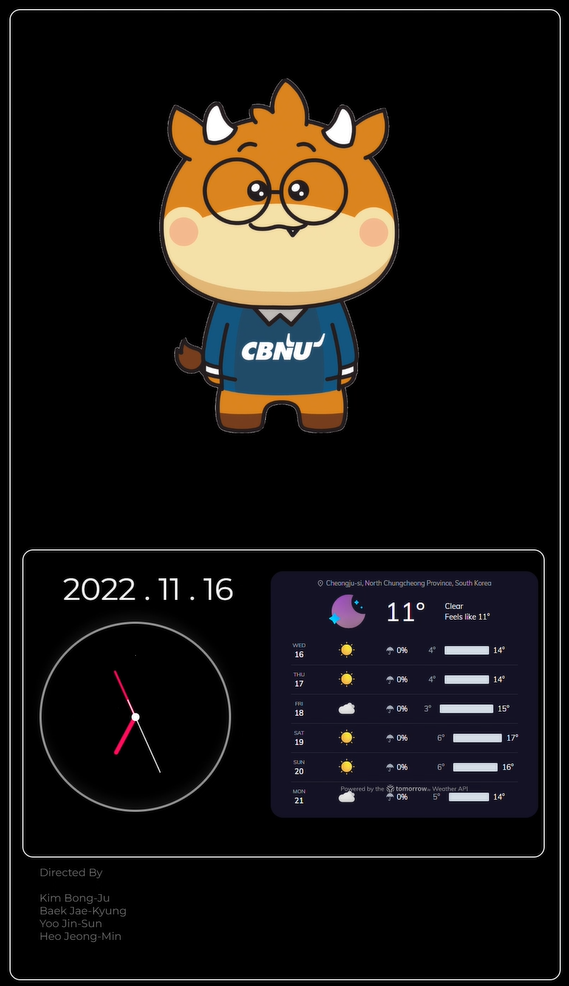 CBNU
2022 . 11 . 16
Cheongju-si, North Chungcheong Province, South Korea
11°
Clear
Feels like 11°
WED
16
0%
4°
14°
THU
17
0%
4°
14°
FRI
18
0%
3°
15°
SAT
19
0%
6°
17°
SUN
20
0%
6°
16°
Powered by the tomorrow.io Weather API
MON
21
0%
5°
14°
Directed By
Kim Bong-Ju
Baek Jae-Kyung
Yoo Jin-Sun
Heo Jeong-Min